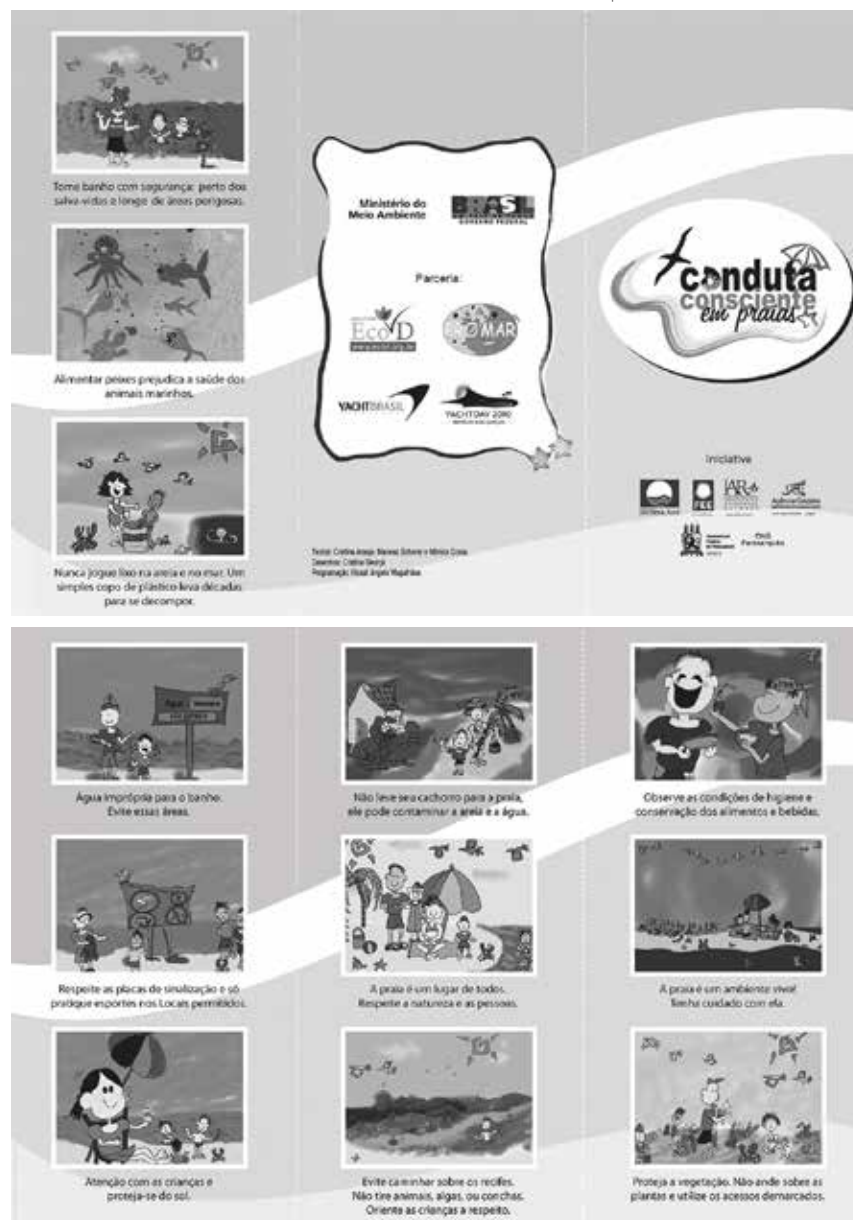 Tome banho com segurança: perto dos
salva-vidas e longe de áreas perigosas.
Alimentar peixes prejudica a saúde dos
animais marinhos.
Nunca jogue lixo na areia e no mar. Um
simples copo de plástico leva décadas
para se decompor.
Ministério do
Meio Ambiente
BRASIL
GOVERNO FEDERAL
Parceria:
YACHTBRASIL
YACHTDAY 2010
conduta
consciente
em praias
Iniciativa
Água imprópria para o banho.
Evite essas áreas.
Não leve seu cachorro para a praia,
ele pode contaminar a areia e a água.
Observe as condições de higiene e
conservação dos alimentos e bebidas.
Respeite as placas de sinalização e só
pratique esportes nos Locais permitidos.
A praia é um lugar de todos.
Respeite a natureza e as pessoas.
A praia é um ambiente vivo!
Tenha cuidado com ela.
Atenção com as crianças e
proteja-se do sol.
Evite caminhar sobre os recifes.
Não tire animais, algas, ou conchas.
Oriente as crianças a respeito.
Proteja a vegetação. Não ande sobre as
plantas e utilize os acessos demarcados.